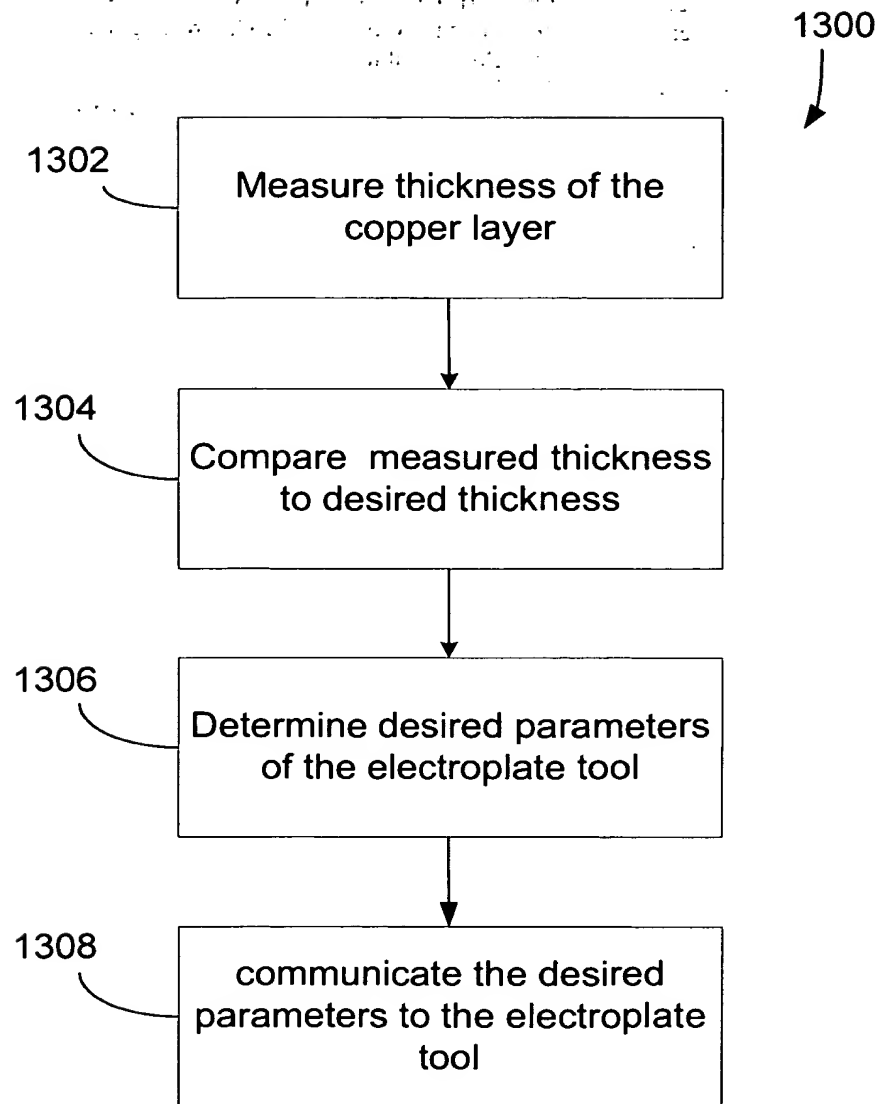 1300
1302
Measure thickness of the
copper layer
1304
Compare measured thickness
to desired thickness
1306
Determine desired parameters
of the electroplate tool
1308
communicate the desired
parameters to the electroplate
tool